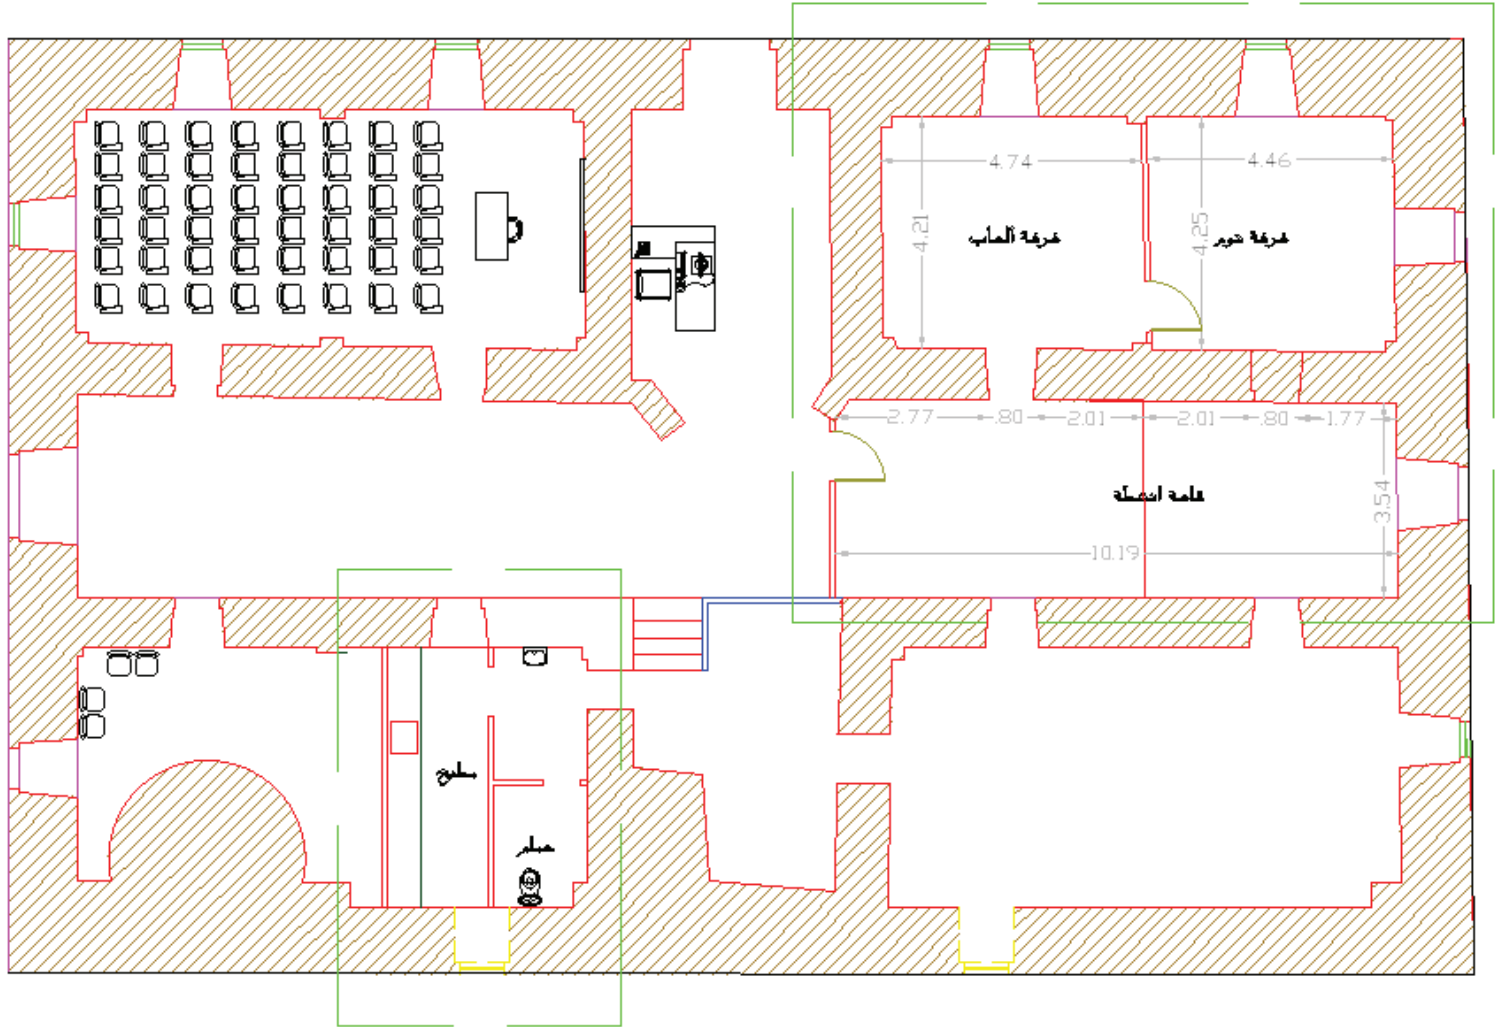 4.74
4.46
4.21
4.25
غرفة ألعاب
غرفة نوم
2.77
.80
2.01
2.01
.80
1.77
3.54
قاعة انشطة
10.19
مطبخ
حمام